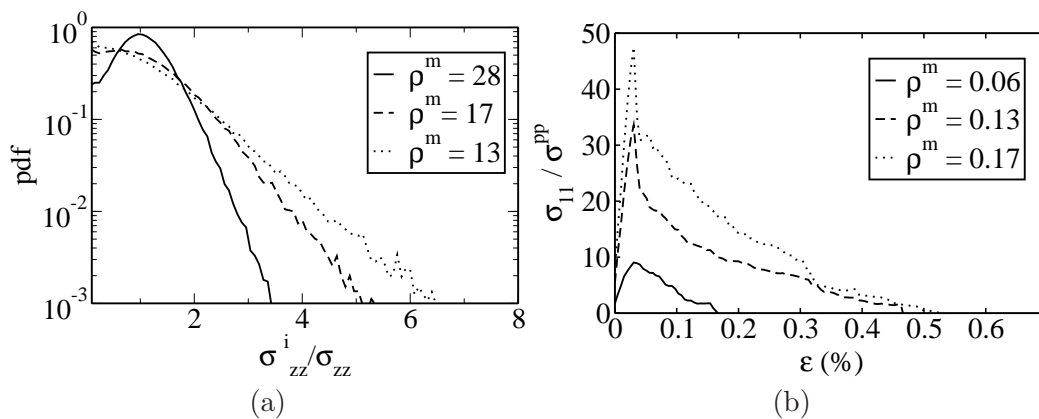 10^0
10^-1
10^-2
10^-3
pdf
2
4
6
8
σ^i_zz/σ_zz
ρ^m = 28
ρ^m = 17
ρ^m = 13
(a)
50
40
30
20
10
0
σ_11 / σ^pp
0
0.1
0.2
0.3
0.4
0.5
0.6
ε (%)
ρ^m = 0.06
ρ^m = 0.13
ρ^m = 0.17
(b)